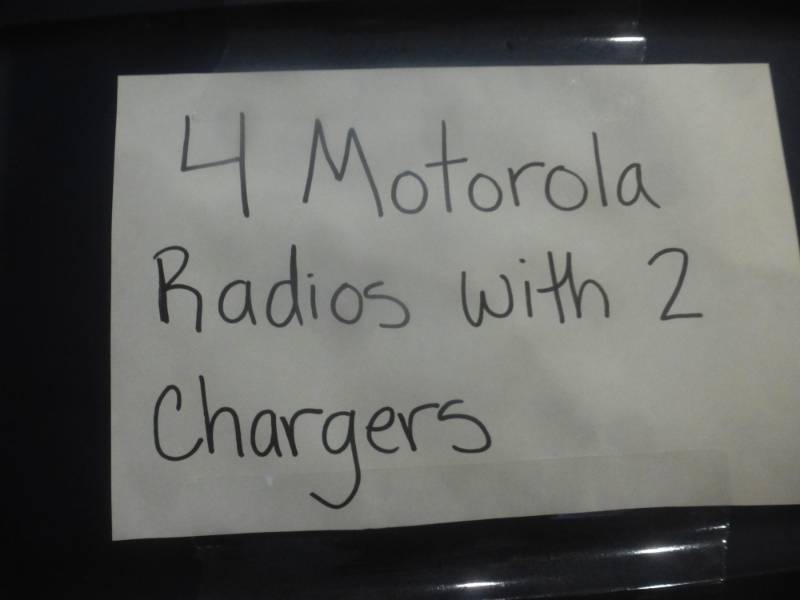 4 Motorola
Radios with 2
Chargers